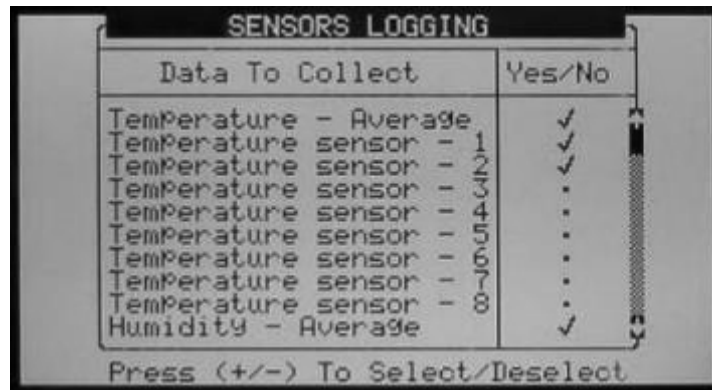 SENSORS LOGGING
Data To Collect Yes/No
Temperature - Average ✓
Temperature sensor - 1 ✓
Temperature sensor - 2 ✓
Temperature sensor - 3 .
Temperature sensor - 4 .
Temperature sensor - 5 .
Temperature sensor - 6 .
Temperature sensor - 7 .
Temperature sensor - 8 .
Humidity - Average ✓
Press (+/-) To Select/Deselect